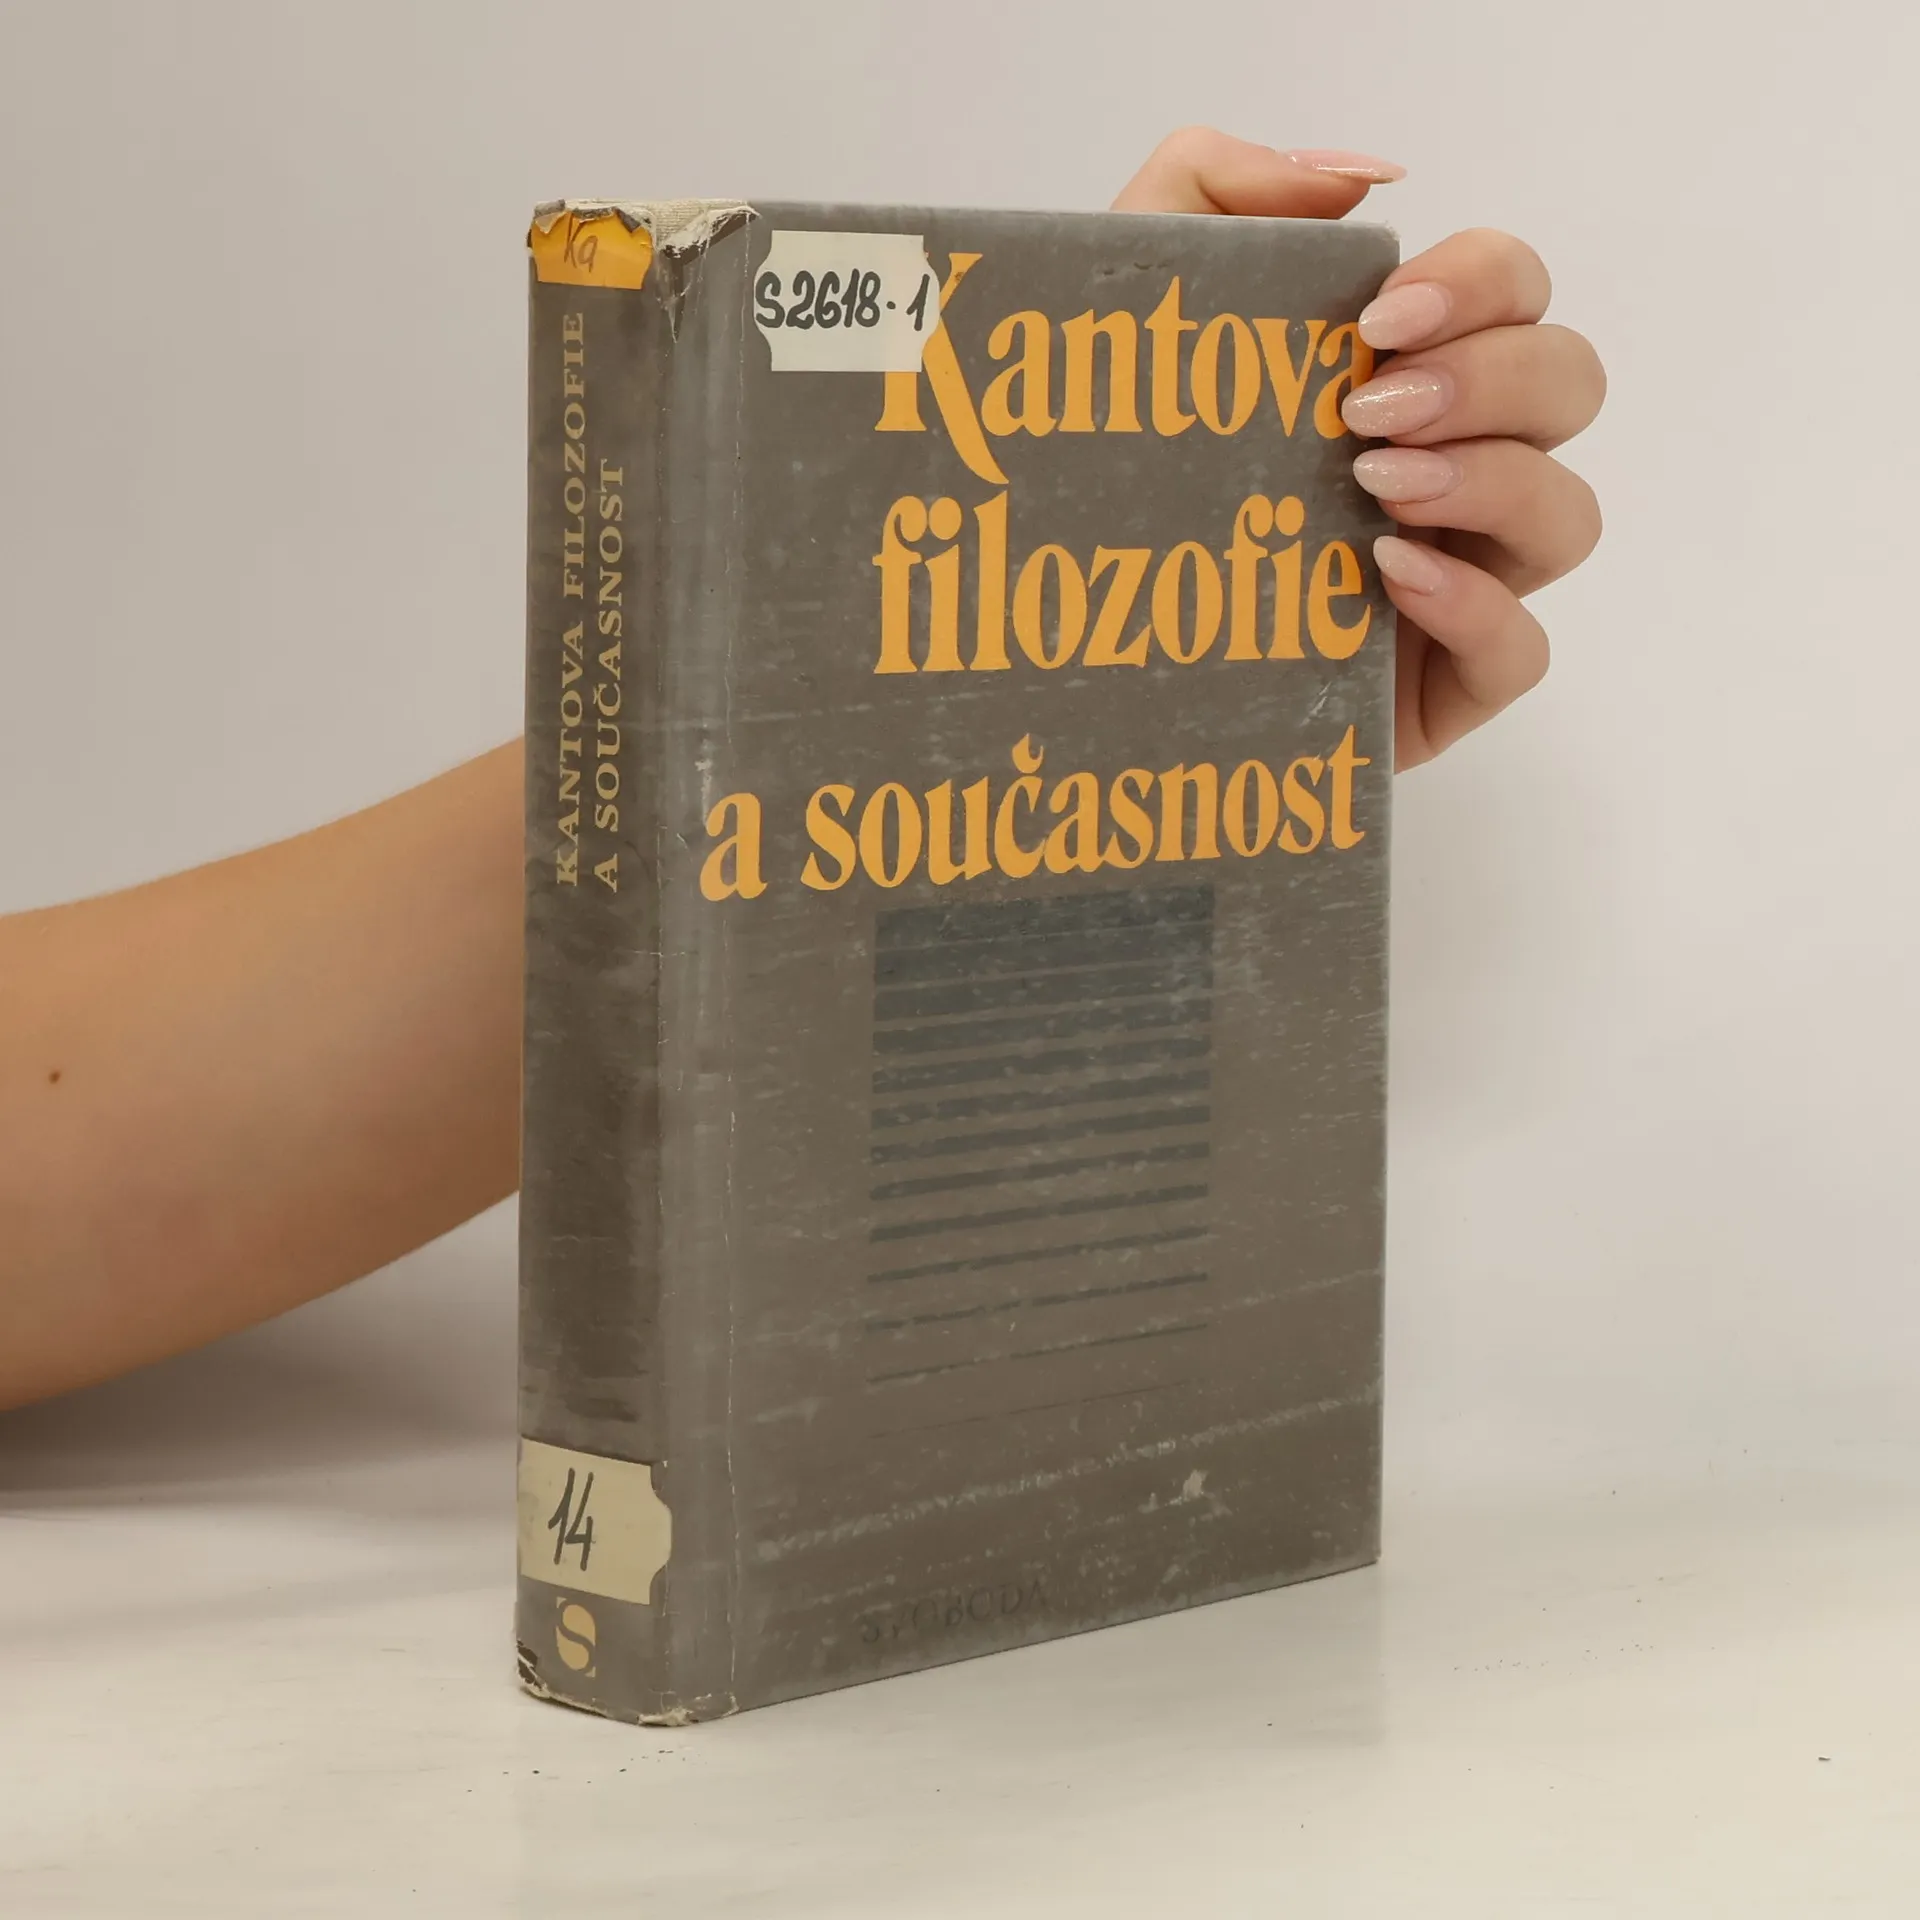 Ka
KANTOVA FILOZOFIE
A SOUČASNOST
14
S
S2618-1
Kantova
filozofie
a současnost
SVOBODA